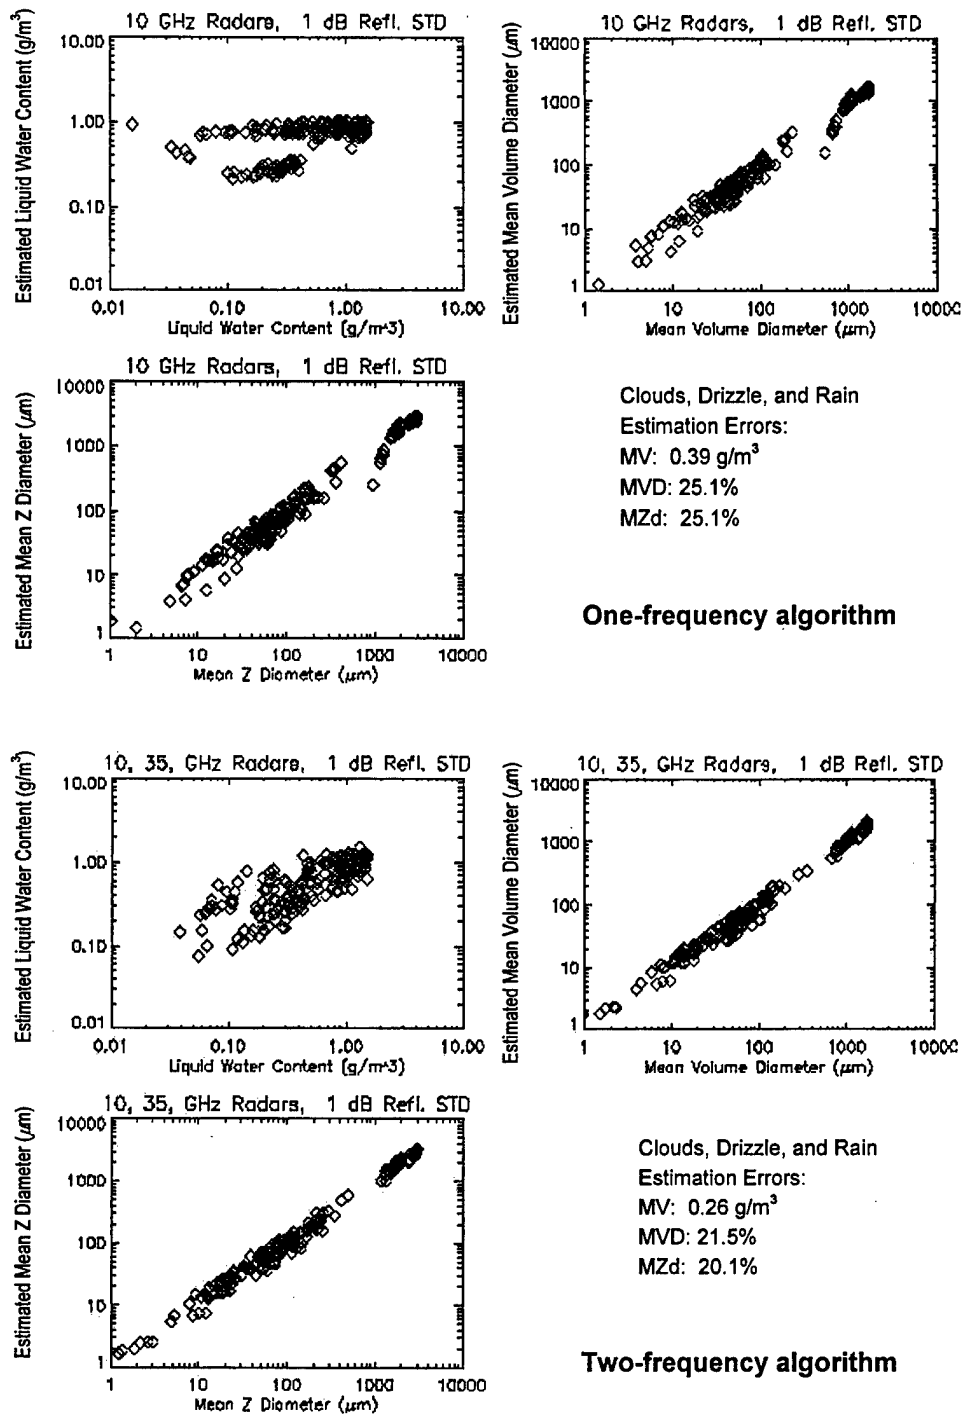 10 GHz Radars, 1 dB Refl. STD
Estimated Liquid Water Content (g/m³)
10.00
1.00
0.10
0.01
0.01 0.10 1.00 10.00
Liquid Water Content [g/m^3)
10 GHz Radars, 1 dB Refl. STD
Estimated Mean Volume Diameter (μm)
10000
1000
100
10
1
1 10 100 1000 10000
Mean Volume Diameter (μm)
10 GHz Radars, 1 dB Refl. STD
Estimated Mean Z Diameter (μm)
10000
1000
100
10
1
1 10 100 1000 10000
Mean Z Diameter (μm)
Clouds, Drizzle, and Rain
Estimation Errors:
MV: 0.39 g/m³
MVD: 25.1%
MZd: 25.1%
One-frequency algorithm
10, 35, GHz Radars, 1 dB Refl. STD
Estimated Liquid Water Content (g/m³)
10.00
1.00
0.10
0.01
0.01 0.10 1.00 10.00
Liquid Water Content [g/m^3)
10, 35, GHz Radars, 1 dB Refl. STD
Estimated Mean Volume Diameter (μm)
10000
1000
100
10
1
1 10 100 1000 10000
Mean Volume Diameter (μm)
10, 35, GHz Radars, 1 dB Refl. STD
Estimated Mean Z Diameter (μm)
10000
1000
100
10
1
1 10 100 1000 10000
Mean Z Diameter (μm)
Clouds, Drizzle, and Rain
Estimation Errors:
MV: 0.26 g/m³
MVD: 21.5%
MZd: 20.1%
Two-frequency algorithm